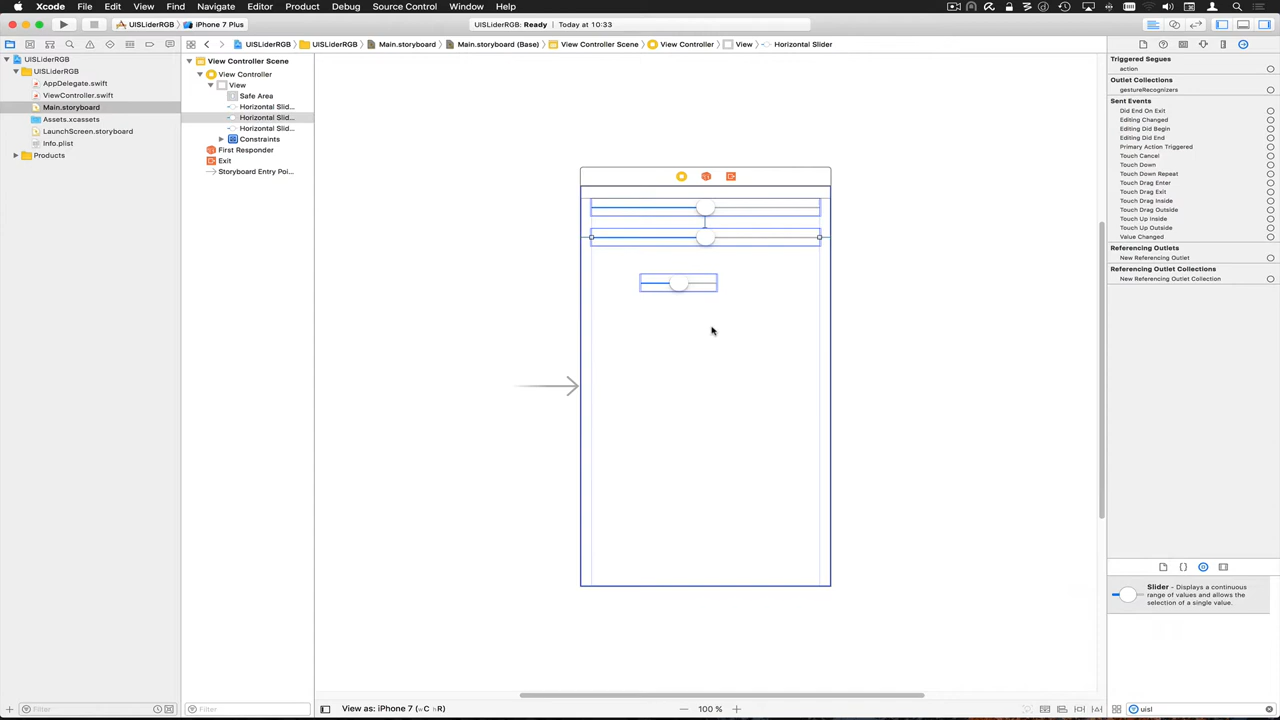 Xcode File Edit View Find Navigate Editor Product Debug Source Control Window Help
UISLiderRGB iPhone 7 Plus
UISLiderRGB: Ready Today at 10:33
UISLiderRGB UISLiderRGB Main.storyboard Main.storyboard (Base) View Controller Scene View Controller View Horizontal Slider
UISLiderRGB
UISLiderRGB
AppDelegate.swift
ViewController.swift
Main.storyboard
Assets.xcassets
LaunchScreen.storyboard
Info.plist
Products
View Controller Scene
View Controller
View
Safe Area
Horizontal Slid...
Horizontal Slid...
Horizontal Slid...
Constraints
First Responder
Exit
Storyboard Entry Poi...
Triggered Segues
action
Outlet Collections
gestureRecognizers
Sent Events
Did End On Exit
Editing Changed
Editing Did Begin
Editing Did End
Primary Action Triggered
Touch Cancel
Touch Down
Touch Down Repeat
Touch Drag Enter
Touch Drag Exit
Touch Drag Inside
Touch Drag Outside
Touch Up Inside
Touch Up Outside
Value Changed
Referencing Outlets
New Referencing Outlet
Referencing Outlet Collections
New Referencing Outlet Collection
Slider - Displays a continuous
range of values and allows the
selection of a single value.
Filter
Filter
View as: iPhone 7 (wC hR)
100 %
uisl